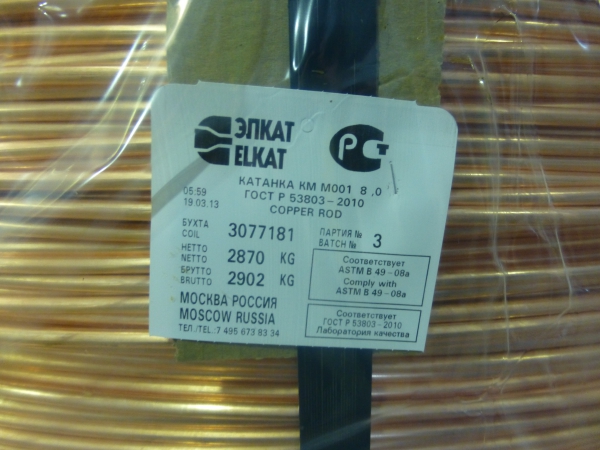 ЭЛКАТ
ELKAT
РСТ
КАТАНКА КМ М001 8,0
ГОСТ Р 53803-2010
COPPER ROD
05:59
19.03.13
БУХТА
COIL 3077181
ПАРТИЯ №
BATCH № 3
НЕТТО
NETTO 2870 KG
БРУТТО
BRUTTO 2902 KG
Соответствует
ASTM B 49-08a
Comply with
ASTM B 49-08a
МОСКВА РОССИЯ
MOSCOW RUSSIA
ТЕЛ./TEL.:7 495 673 83 34
Соответствует
ГОСТ Р 53803-2010
Лаборатория качества